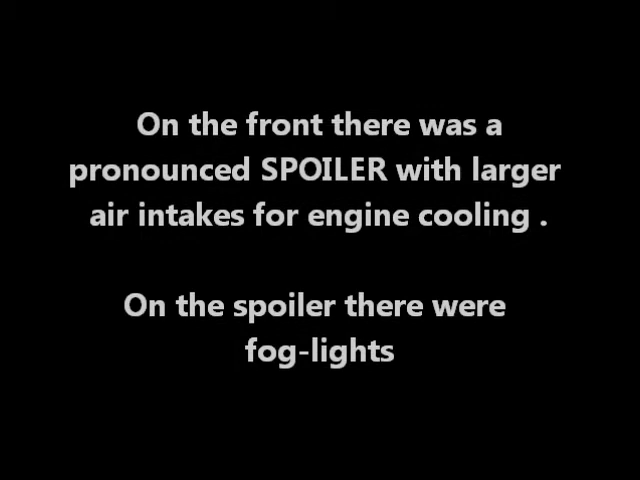 On the front there was a
pronounced SPOILER with larger
air intakes for engine cooling .
On the spoiler there were
fog-lights